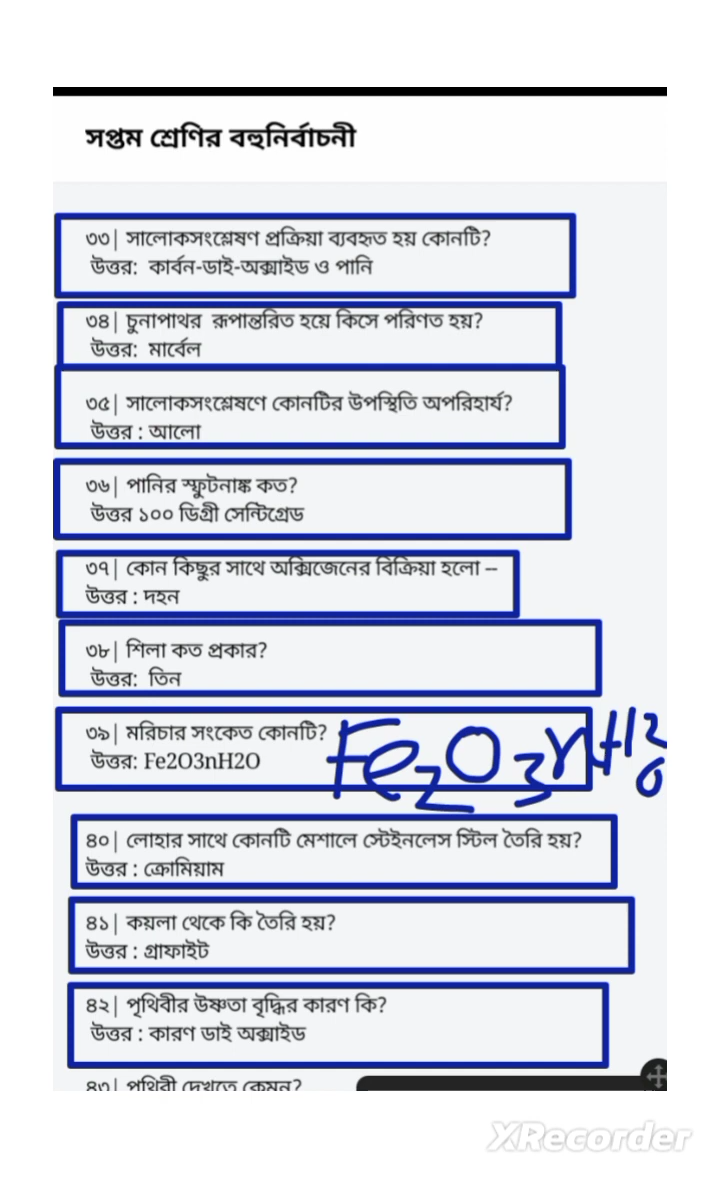 সপ্তম শ্রেণির বহুনির্বাচনী
৩৩| সালোকসংশ্লেষণ প্রক্রিয়া ব্যবহৃত হয় কোনটি?
উত্তর: কার্বন-ডাই-অক্সাইড ও পানি
৩৪| চুনাপাথর রূপান্তরিত হয়ে কিসে পরিণত হয়?
উত্তর: মার্বেল
৩৫| সালোকসংশ্লেষণে কোনটির উপস্থিতি অপরিহার্য?
উত্তর : আলো
৩৬| পানির স্ফুটনাঙ্ক কত?
উত্তর ১০০ ডিগ্রী সেন্টিগ্রেড
৩৭| কোন কিছুর সাথে অক্সিজেনের বিক্রিয়া হলো –
উত্তর : দহন
৩৮| শিলা কত প্রকার?
উত্তর: তিন
৩৯| মরিচার সংকেত কোনটি?
উত্তর: Fe2O3nH2O
Fe2O3nH2O
৪০| লোহার সাথে কোনটি মেশালে স্টেইনলেস স্টিল তৈরি হয়?
উত্তর : ক্রোমিয়াম
৪১| কয়লা থেকে কি তৈরি হয়?
উত্তর : গ্রাফাইট
৪২| পৃথিবীর উষ্ণতা বৃদ্ধির কারণ কি?
উত্তর : কারণ ডাই অক্সাইড
৪৩| পৃথিবী দেখতে কেমন?
XRecorder